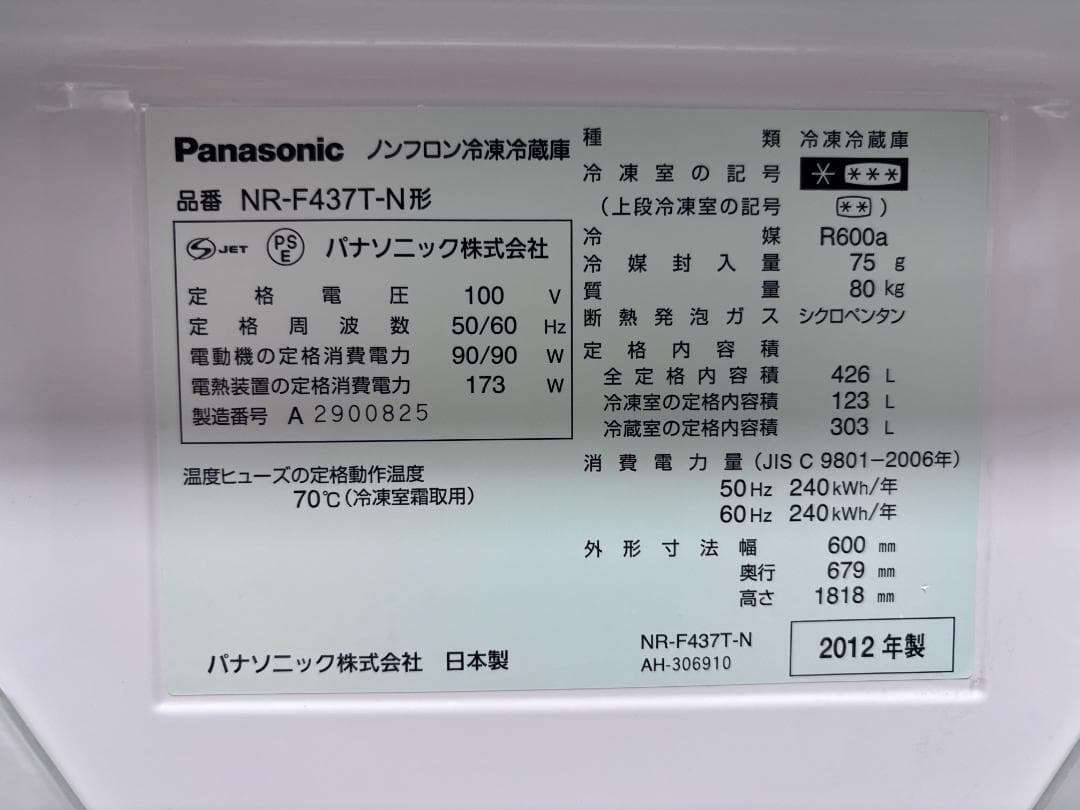 Panasonic ノンフロン冷凍冷蔵庫
品番 NR-F437T-N形
S JET PS E パナソニック株式会社
定格電圧 100 V
定格周波数 50/60 Hz
電動機の定格消費電力 90/90 W
電熱装置の定格消費電力 173 W
製造番号 A 2900825
温度ヒューズの定格動作温度
70℃(冷凍室霜取用)
パナソニック株式会社 日本製
種類 冷凍冷蔵庫
冷凍室の記号 * ***
(上段冷凍室の記号 ** )
冷媒 R600a
冷媒封入量 75 g
質量 80 kg
断熱発泡ガス シクロペンタン
定格内容積
全定格内容積 426 L
冷凍室の定格内容積 123 L
冷蔵室の定格内容積 303 L
消費電力量(JIS C 9801-2006年)
50Hz 240kWh/年
60Hz 240kWh/年
外形寸法 幅 600 mm
奥行 679 mm
高さ 1818 mm
NR-F437T-N
AH-306910
2012年製